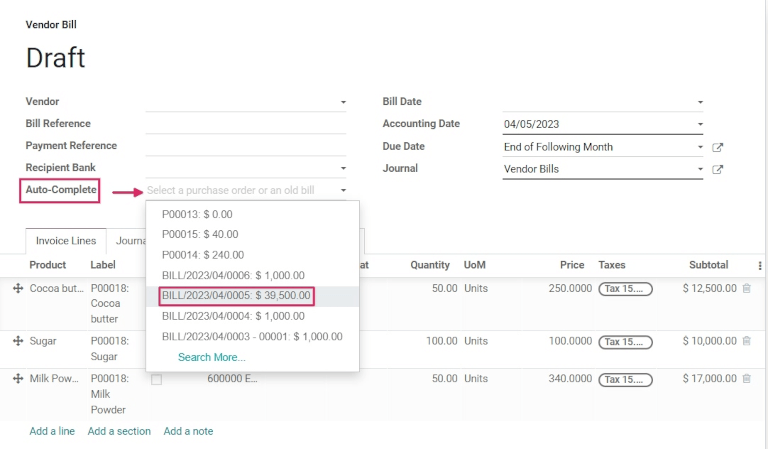 Vendor Bill
Draft
Vendor
Bill Date
Bill Reference
Accounting Date 04/05/2023
Payment Reference
Due Date End of Following Month
Recipient Bank
Journal Vendor Bills
Auto-Complete Select a purchase order or an old bill
P00013: $ 0.00
P00015: $ 40.00
P00014: $ 240.00
BILL/2023/04/0006: $ 1,000.00
BILL/2023/04/0005: $ 39,500.00
BILL/2023/04/0004: $ 1,000.00
BILL/2023/04/0003 - 00001: $ 1,000.00
Search More...
Invoice Lines
Product Label Quantity UoM Price Taxes Subtotal
Cocoa but... P00018: Cocoa butter 50.00 Units 250.0000 Tax 15.... $ 12,500.00
Sugar P00018: Sugar 100.00 Units 100.0000 Tax 15.... $ 10,000.00
Milk Pow... P00018: Milk Powder 600000 E... 50.00 Units 340.0000 Tax 15.... $ 17,000.00
Add a line Add a section Add a note